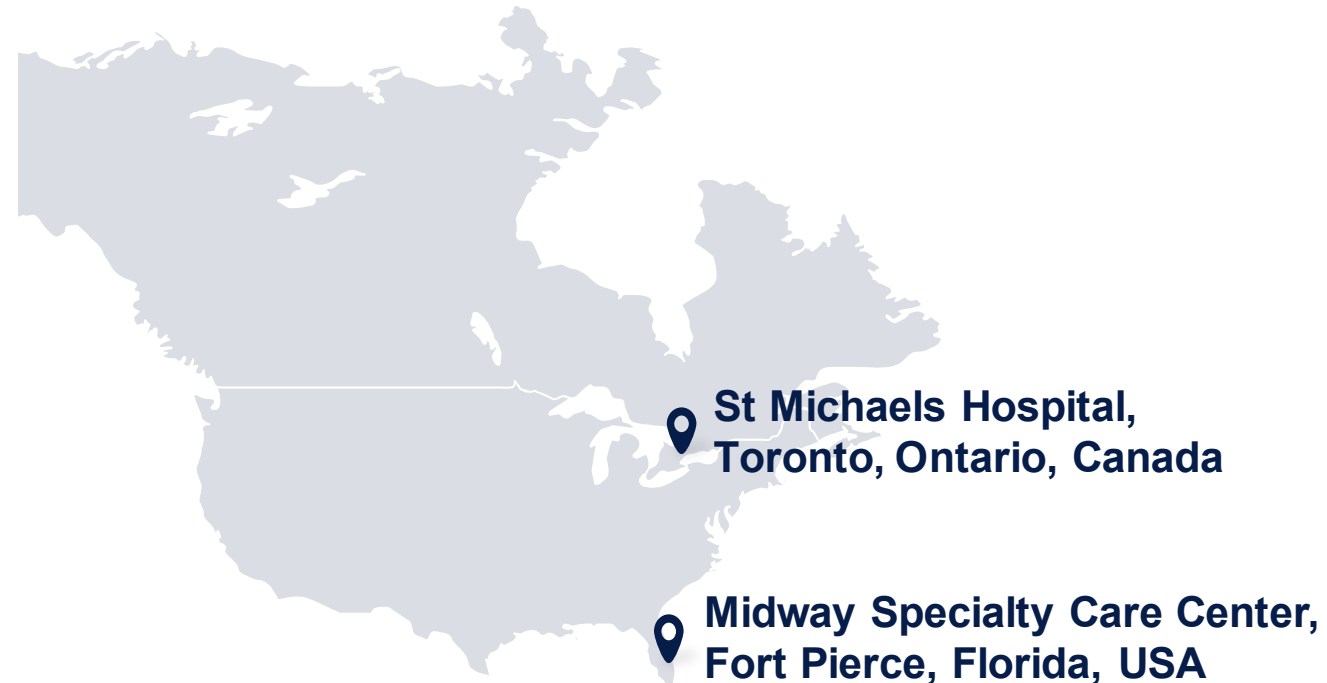 St Michaels Hospital,
Toronto, Ontario, Canada
Midway Specialty Care Center,
Fort Pierce, Florida, USA